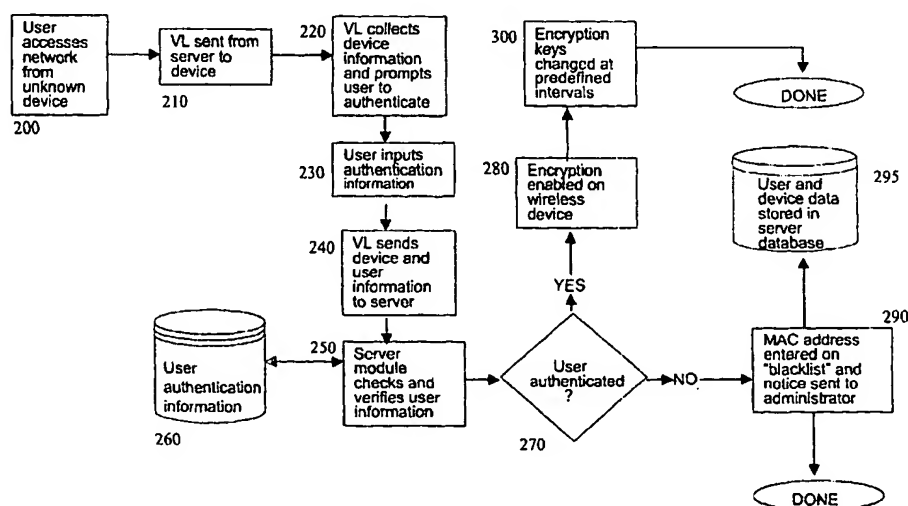 User
accesses
network
from
unknown
device
200
VL sent from
server to
device
210
220
VL collects
device
information
and prompts
user to
authenticate
230
User inputs
authentication
information
240
VL sends
device and
user
information
to server
250
Server
module
checks and
verifies user
information
User
authentication
information
260
User
authenticated
?
270
YES
NO
280
Encryption
enabled on
wireless
device
300
Encryption
keys
changed at
predefined
intervals
DONE
295
User and
device data
stored in
server
database
290
MAC address
entered on
"blacklist" and
notice sent to
administrator
DONE